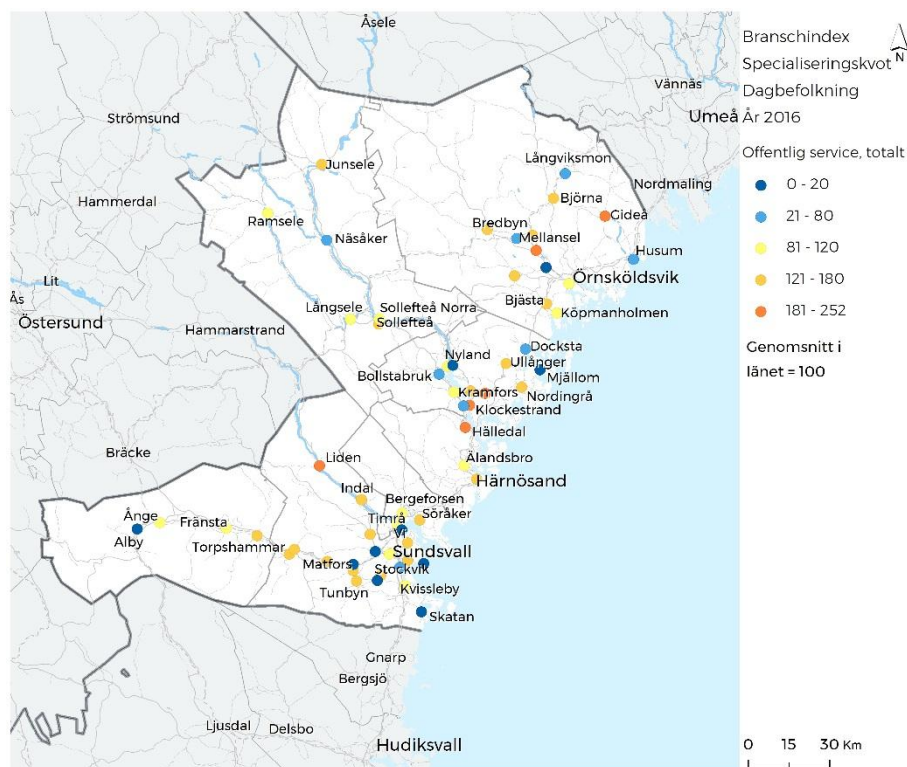 Branschindex
Specialiseringskvot
Dagbefolkning
År 2016
N
Offentlig service, totalt
0 - 20
21 - 80
81 - 120
121 - 180
181 - 252
Genomsnitt i
länet = 100
0 15 30 Km
Åsele
Vännäs
Umeå
Strömsund
Långviksmon
Junsele
Nordmaling
Hammerdal
Björna
Gideå
Ramsele
Bredbyn
Mellansel
Näsåker
Husum
Lit
Örnsköldsvik
Ås
Långsele
Sollefteå Norra
Bjästa
Köpmanholmen
Östersund
Sollefteå
Hammarstrand
Docksta
Nyland
Ullånger
Bollstabruk
Mjällom
Kramfors
Nordingrå
Klockestrand
Hälledal
Bräcke
Liden
Älandsbro
Härnösand
Indal
Bergeforsen
Ånge
Fränsta
Timrå
Söråker
Vi
Alby
Torpshammar
Sundsvall
Matfors
Stockvik
Tunbyn
Kvissleby
Skatan
Gnarp
Bergsjö
Ljusdal
Delsbo
Hudiksvall